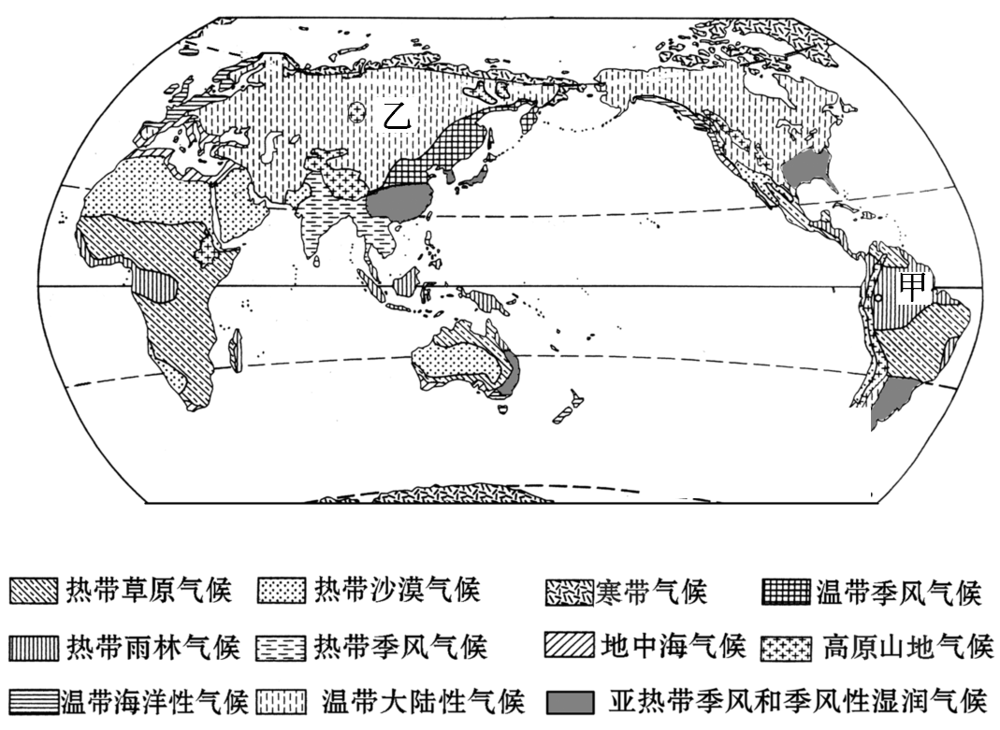 乙
甲
热带草原气候 热带沙漠气候 寒带气候 温带季风气候
热带雨林气候 热带季风气候 地中海气候 高原山地气候
温带海洋性气候 温带大陆性气候 亚热带季风和季风性湿润气候